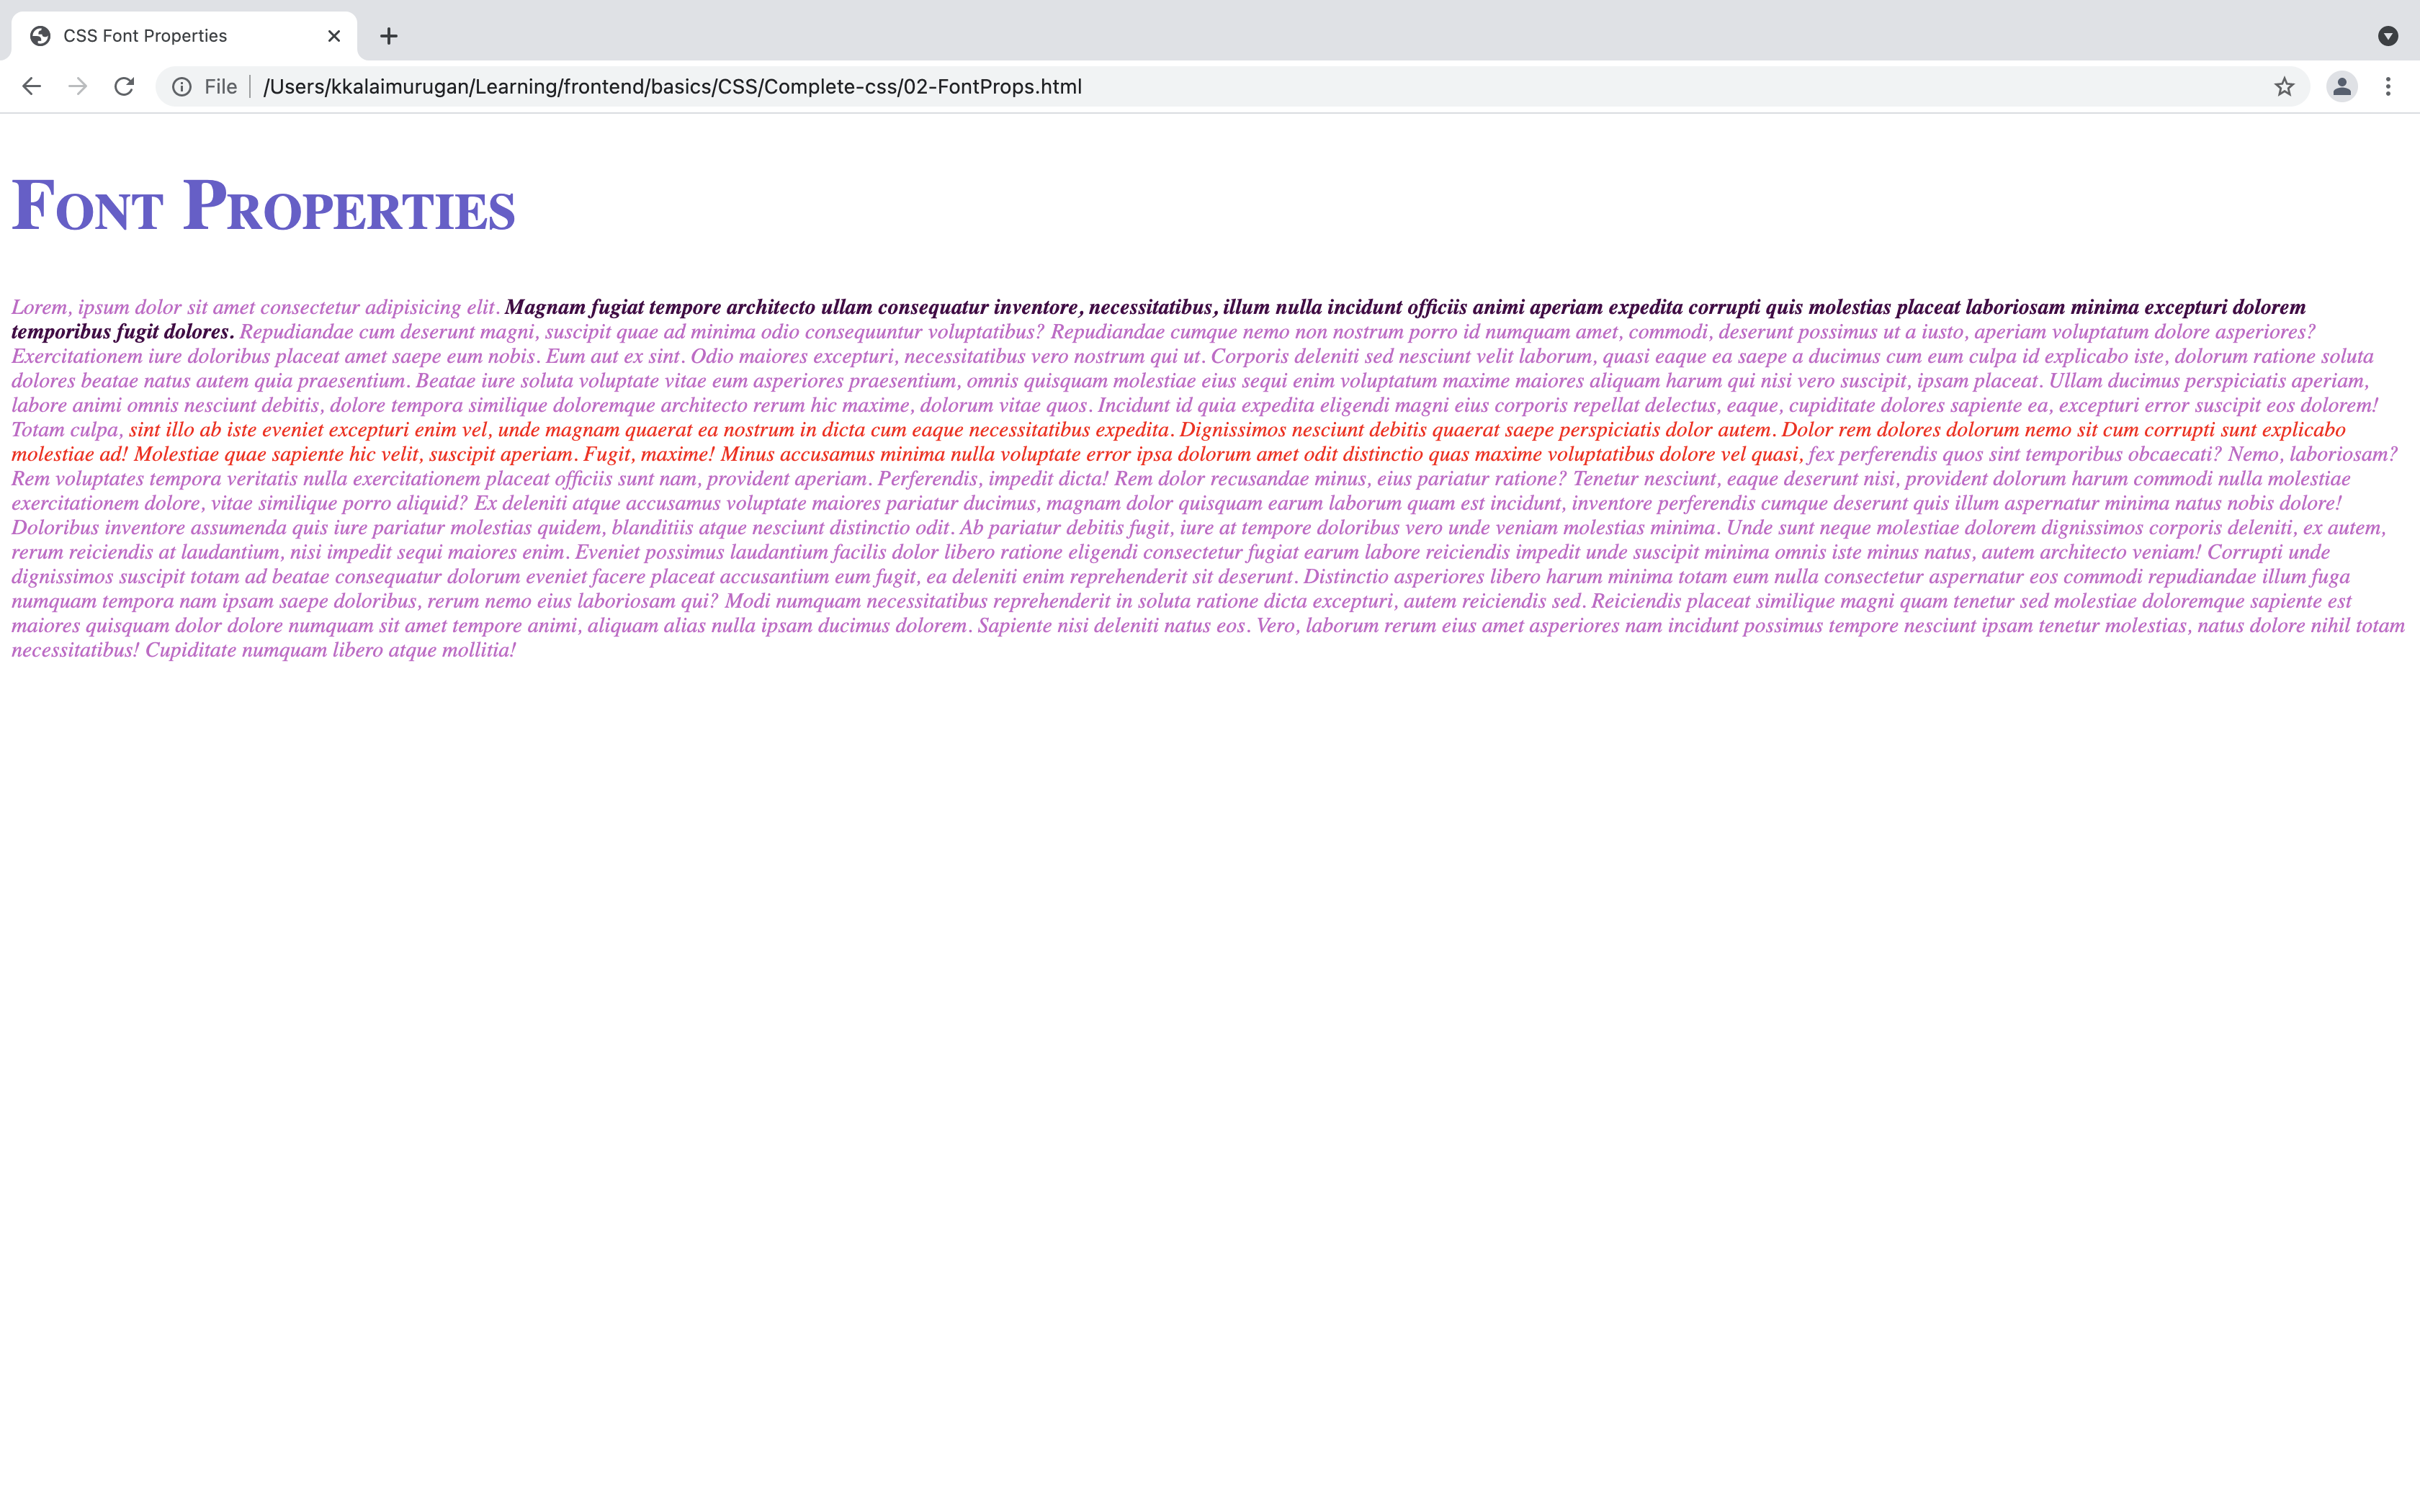 CSS Font Properties
File /Users/kkalaimurugan/Learning/frontend/basics/CSS/Complete-css/02-FontProps.html
Font Properties
Lorem, ipsum dolor sit amet consectetur adipisicing elit. Magnam fugiat tempore architecto ullam consequatur inventore, necessitatibus, illum nulla incidunt officiis animi aperiam expedita corrupti quis molestias placeat laboriosam minima excepturi dolorem
temporibus fugit dolores. Repudiandae cum deserunt magni, suscipit quae ad minima odio consequuntur voluptatibus? Repudiandae cumque nemo non nostrum porro id numquam amet, commodi, deserunt possimus ut a iusto, aperiam voluptatum dolore asperiores?
Exercitationem iure doloribus placeat amet saepe eum nobis. Eum aut ex sint. Odio maiores excepturi, necessitatibus vero nostrum qui ut. Corporis deleniti sed nesciunt velit laborum, quasi eaque ea saepe a ducimus cum eum culpa id explicabo iste, dolorum ratione soluta
dolores beatae natus autem quia praesentium. Beatae iure soluta voluptate vitae eum asperiores praesentium, omnis quisquam molestiae eius sequi enim voluptatum maxime maiores aliquam harum qui nisi vero suscipit, ipsam placeat. Ullam ducimus perspiciatis aperiam,
labore animi omnis nesciunt debitis, dolore tempora similique doloremque architecto rerum hic maxime, dolorum vitae quos. Incidunt id quia expedita eligendi magni eius corporis repellat delectus, eaque, cupiditate dolores sapiente ea, excepturi error suscipit eos dolorem!
Totam culpa, sint illo ab iste eveniet excepturi enim vel, unde magnam quaerat ea nostrum in dicta cum eaque necessitatibus expedita. Dignissimos nesciunt debitis quaerat saepe perspiciatis dolor autem. Dolor rem dolores dolorum nemo sit cum corrupti sunt explicabo
molestiae ad! Molestiae quae sapiente hic velit, suscipit aperiam. Fugit, maxime! Minus accusamus minima nulla voluptate error ipsa dolorum amet odit distinctio quas maxime voluptatibus dolore vel quasi, fex perferendis quos sint temporibus obcaecati? Nemo, laboriosam?
Rem voluptates tempora veritatis nulla exercitationem placeat officiis sunt nam, provident aperiam. Perferendis, impedit dicta! Rem dolor recusandae minus, eius pariatur ratione? Tenetur nesciunt, eaque deserunt nisi, provident dolorum harum commodi nulla molestiae
exercitationem dolore, vitae similique porro aliquid? Ex deleniti atque accusamus voluptate maiores pariatur ducimus, magnam dolor quisquam earum laborum quam est incidunt, inventore perferendis cumque deserunt quis illum aspernatur minima natus nobis dolore!
Doloribus inventore assumenda quis iure pariatur molestias quidem, blanditiis atque nesciunt distinctio odit. Ab pariatur debitis fugit, iure at tempore doloribus vero unde veniam molestias minima. Unde sunt neque molestiae dolorem dignissimos corporis deleniti, ex autem,
rerum reiciendis at laudantium, nisi impedit sequi maiores enim. Eveniet possimus laudantium facilis dolor libero ratione eligendi consectetur fugiat earum labore reiciendis impedit unde suscipit minima omnis iste minus natus, autem architecto veniam! Corrupti unde
dignissimos suscipit totam ad beatae consequatur dolorum eveniet facere placeat accusantium eum fugit, ea deleniti enim reprehenderit sit deserunt. Distinctio asperiores libero harum minima totam eum nulla consectetur aspernatur eos commodi repudiandae illum fuga
numquam tempora nam ipsam saepe doloribus, rerum nemo eius laboriosam qui? Modi numquam necessitatibus reprehenderit in soluta ratione dicta excepturi, autem reiciendis sed. Reiciendis placeat similique magni quam tenetur sed molestiae doloremque sapiente est
maiores quisquam dolor dolore numquam sit amet tempore animi, aliquam alias nulla ipsam ducimus dolorem. Sapiente nisi deleniti natus eos. Vero, laborum rerum eius amet asperiores nam incidunt possimus tempore nesciunt ipsam tenetur molestias, natus dolore nihil totam
necessitatibus! Cupiditate numquam libero atque mollitia!